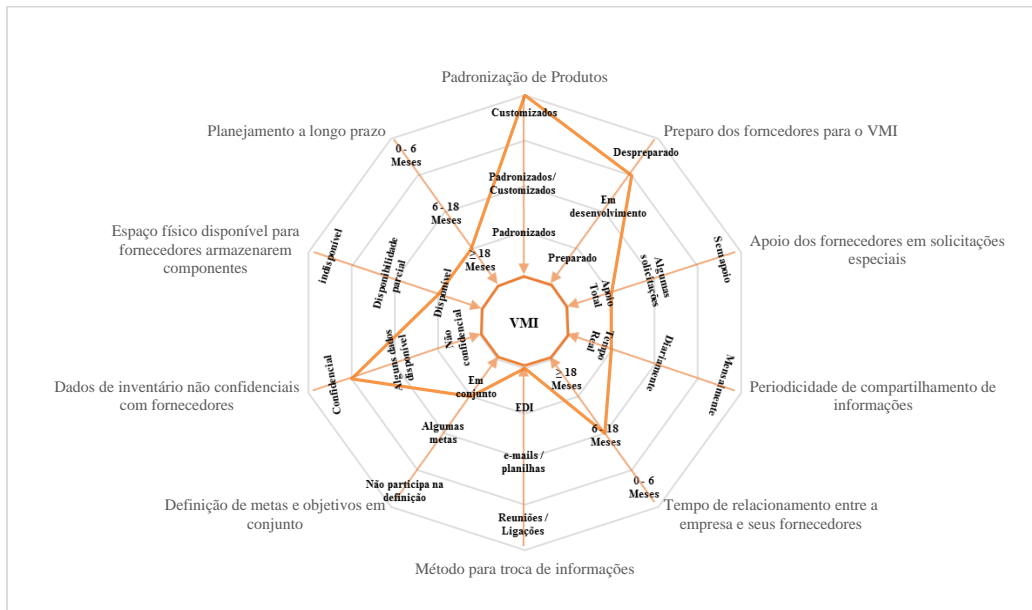 Padronização de Produtos
Customizados
Padronizados/
Customizados
Padronizados
Preparo dos forncedores para o VMI
Despreparado
Em
desenvolvimento
Preparado
Apoio dos fornecedores em solicitações
especiais
Semiapoio
Algumas
solicitações
Apoio
Total
Periodicidade de compartilhamento de
informações
Mensalmente
Diariamente
Tempo
Real
Tempo de relacionamento entre a
empresa e seus fornecedores
0 - 6
Meses
6 - 18
Meses
≥ 18
Meses
Método para troca de informações
Reuniões /
Ligações
e-mails /
planilhas
EDI
Definição de metas e objetivos em
conjunto
Não participa na
definição
Algumas
metas
Em
conjunto
Dados de inventário não confidenciais
com fornecedores
Confidencial
Alguns dados
disponível
Não
confidencial
Espaço físico disponível para
fornecedores armazenarem
componentes
indisponível
Disponibilidade
parcial
Disponível
Planejamento a longo prazo
0 - 6
Meses
6 - 18
Meses
≥ 18
Meses
VMI